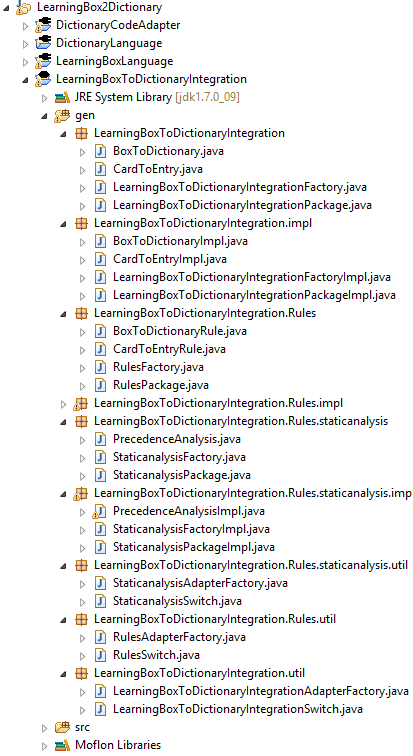 LearningBox2Dictionary
DictionaryCodeAdapter
DictionaryLanguage
LearningBoxLanguage
LearningBoxToDictionaryIntegration
JRE System Library [jdk1.7.0_09]
gen
LearningBoxToDictionaryIntegration
BoxToDictionary.java
CardToEntry.java
LearningBoxToDictionaryIntegrationFactory.java
LearningBoxToDictionaryIntegrationPackage.java
LearningBoxToDictionaryIntegration.impl
BoxToDictionaryImpl.java
CardToEntryImpl.java
LearningBoxToDictionaryIntegrationFactoryImpl.java
LearningBoxToDictionaryIntegrationPackageImpl.java
LearningBoxToDictionaryIntegration.Rules
BoxToDictionaryRule.java
CardToEntryRule.java
RulesFactory.java
RulesPackage.java
LearningBoxToDictionaryIntegration.Rules.impl
LearningBoxToDictionaryIntegration.Rules.staticanalysis
PrecedenceAnalysis.java
StaticanalysisFactory.java
StaticanalysisPackage.java
LearningBoxToDictionaryIntegration.Rules.staticanalysis.imp
PrecedenceAnalysisImpl.java
StaticanalysisFactoryImpl.java
StaticanalysisPackageImpl.java
LearningBoxToDictionaryIntegration.Rules.staticanalysis.util
StaticanalysisAdapterFactory.java
StaticanalysisSwitch.java
LearningBoxToDictionaryIntegration.Rules.util
RulesAdapterFactory.java
RulesSwitch.java
LearningBoxToDictionaryIntegration.util
LearningBoxToDictionaryIntegrationAdapterFactory.java
LearningBoxToDictionaryIntegrationSwitch.java
src
Moflon Libraries